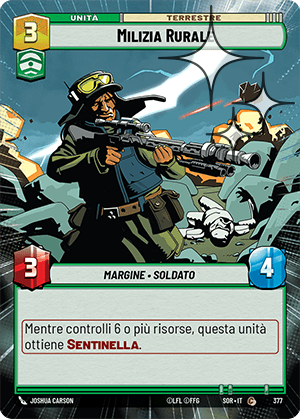 UNITÀ
TERRESTRE
3
MILIZIA RURALE
3
4
MARGINE • SOLDATO
Mentre controlli 6 o più risorse, questa unità
ottiene SENTINELLA.
JOSHUA CARSON
©LFL ©FFG
SOR • IT
C
377